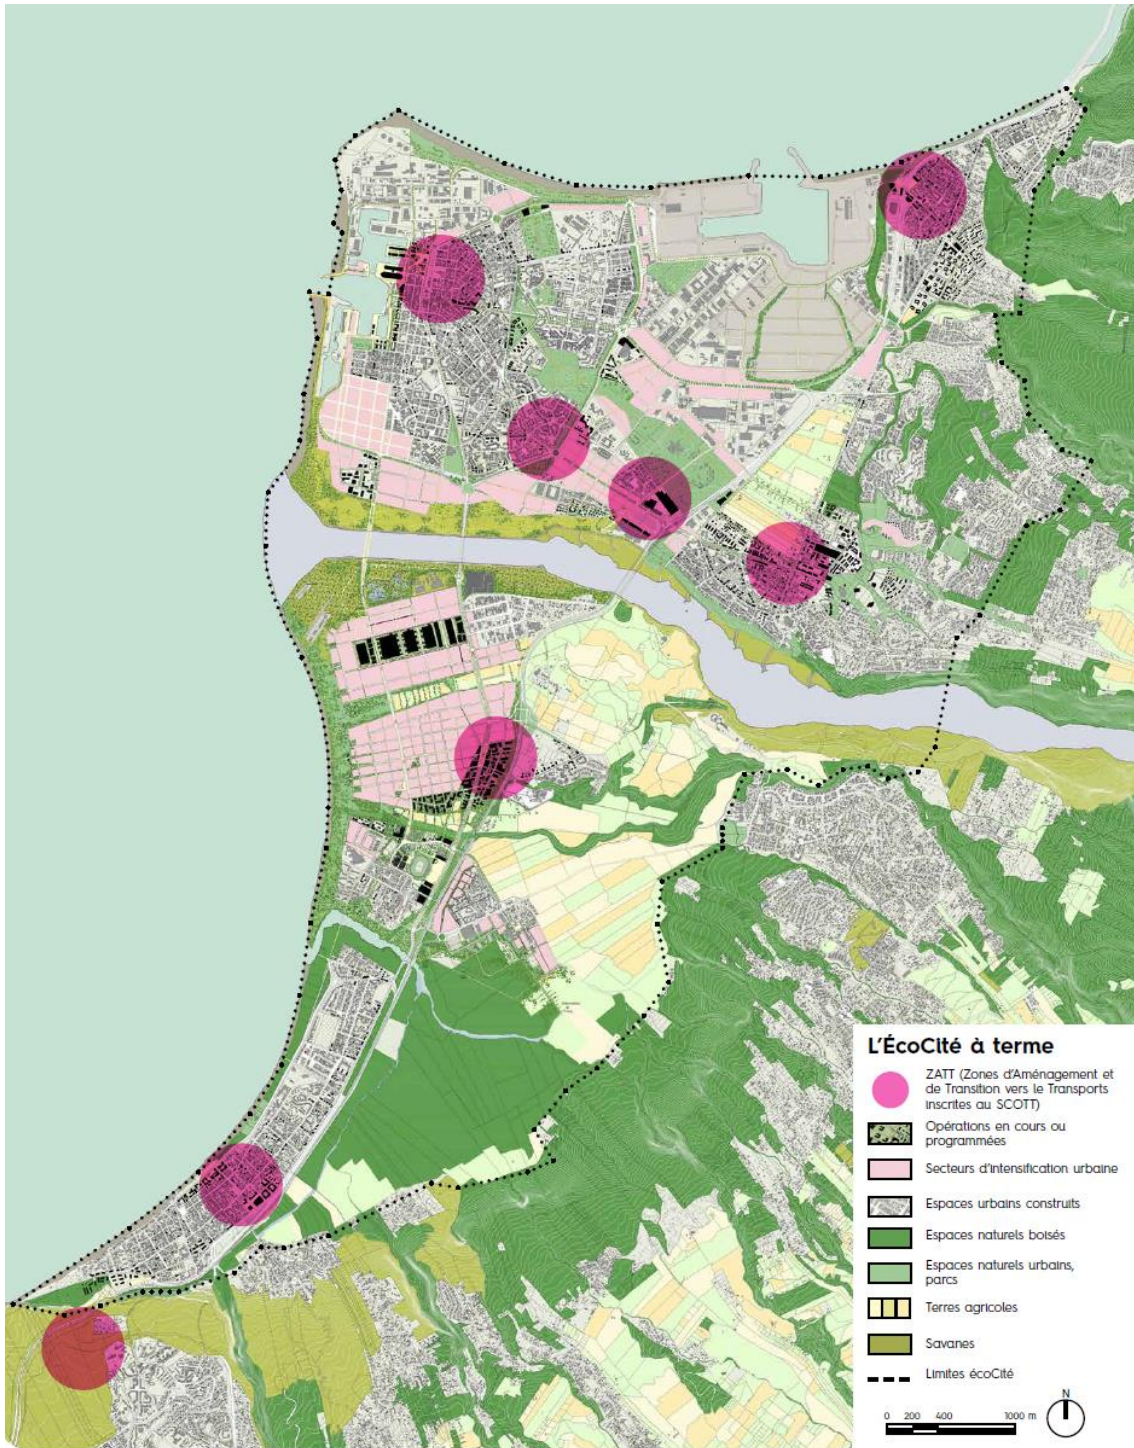 L'ÉcoCité à terme
ZATT (Zones d'Aménagement et
de Transition vers le Transports
inscrites au SCOTT)
Opérations en cours ou
programmées
Secteurs d'intensification urbaine
Espaces urbains construits
Espaces naturels boisés
Espaces naturels urbains,
parcs
Terres agricoles
Savanes
Limites écoCité
N
0 200 400 1000 m